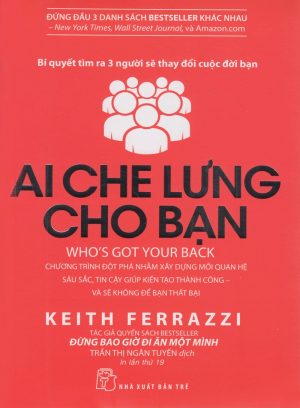 ĐỨNG ĐẦU 3 DANH SÁCH BESTSELLER KHÁC NHAU
– New York Times, Wall Street Journal, và Amazon.com
Bí quyết tìm ra 3 người sẽ thay đổi cuộc đời bạn
AI CHE LƯNG
CHO BẠN
WHO'S GOT YOUR BACK
CHƯƠNG TRÌNH ĐỘT PHÁ NHẰM XÂY DỰNG MỐI QUAN HỆ
SÂU SẮC, TIN CẬY GIÚP KIẾN TẠO THÀNH CÔNG –
VÀ SẼ KHÔNG ĐỂ BẠN THẤT BẠI
KEITH FERRAZZI
TÁC GIẢ QUYỂN SÁCH BESTSELLER
ĐỪNG BAO GIỜ ĐI ĂN MỘT MÌNH
TRẦN THỊ NGÂN TUYẾN dịch
In lần thứ 19
NHÀ XUẤT BẢN TRẺ